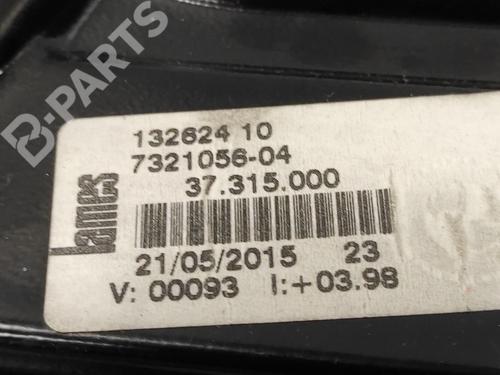 B-PARTS
132624 10
7321056-04
37.315.000
Lames
21/05/2015 23
V: 00093 I:+03.98